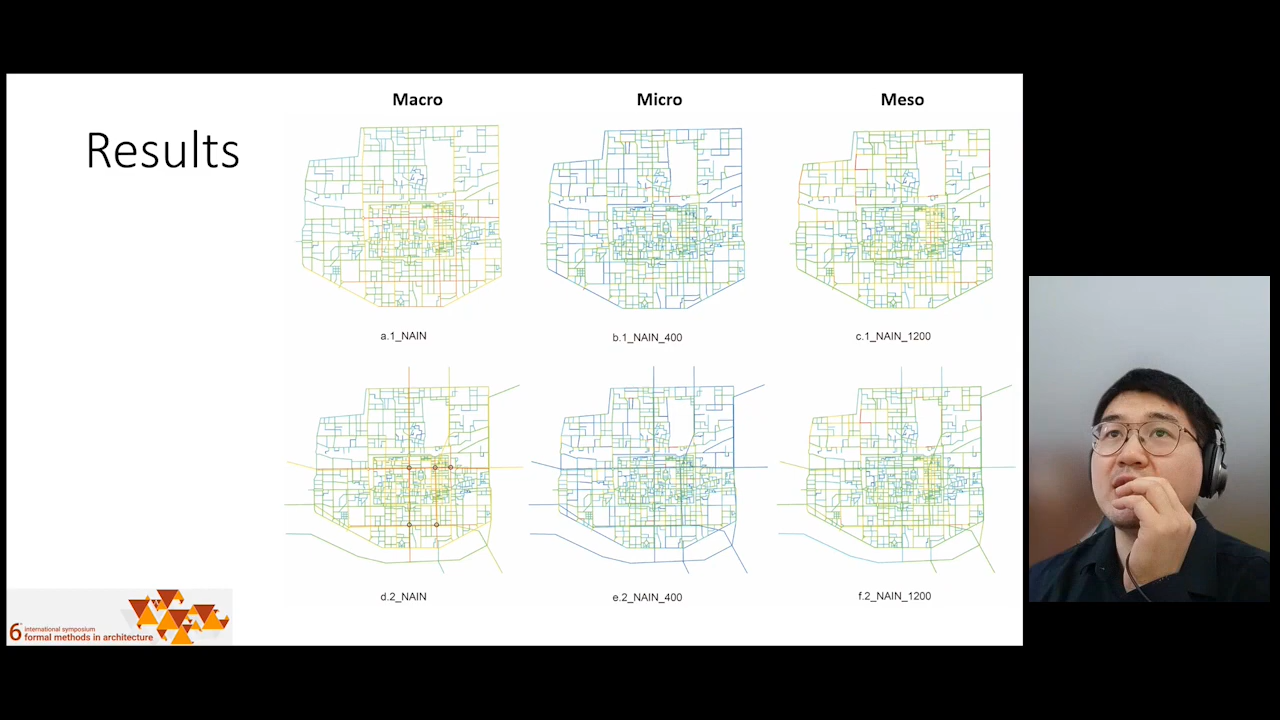 Results
Macro
Micro
Meso
a.1_NAIN
b.1_NAIN_400
c.1_NAIN_1200
d.2_NAIN
e.2_NAIN_400
f.2_NAIN_1200
6th international symposium
formal methods in architecture